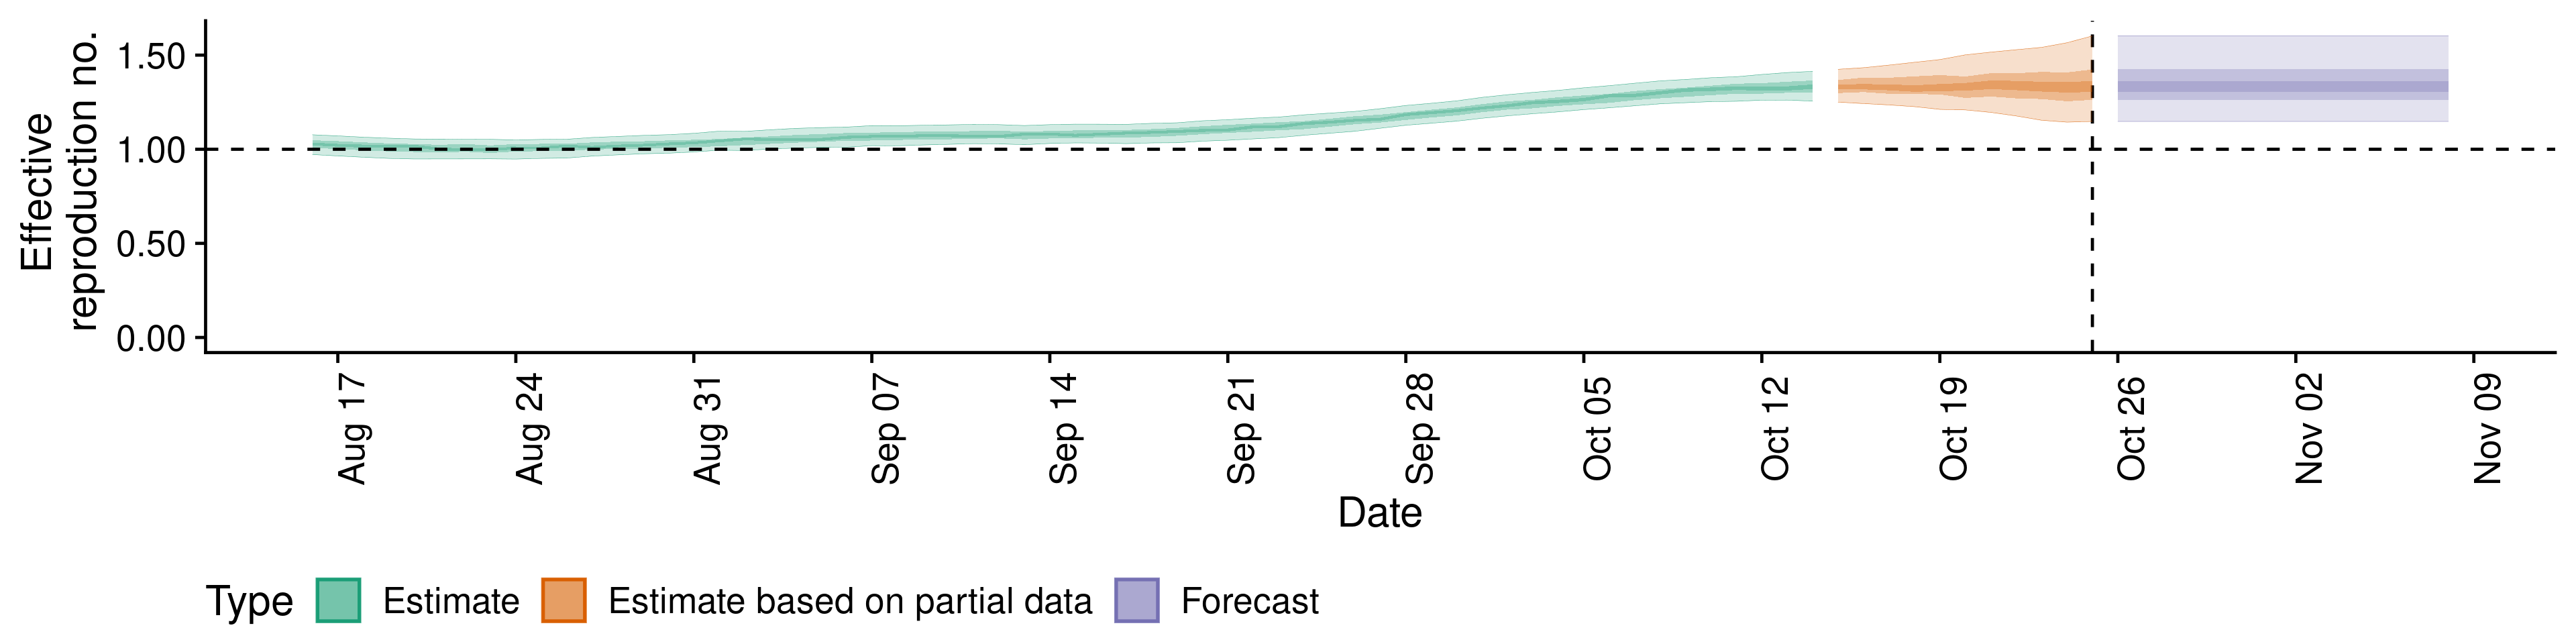 Effective
reproduction no.
1.50
1.00
0.50
0.00
Aug 17
Aug 24
Aug 31
Sep 07
Sep 14
Sep 21
Sep 28
Oct 05
Oct 12
Oct 19
Oct 26
Nov 02
Nov 09
Date
Type Estimate Estimate based on partial data Forecast